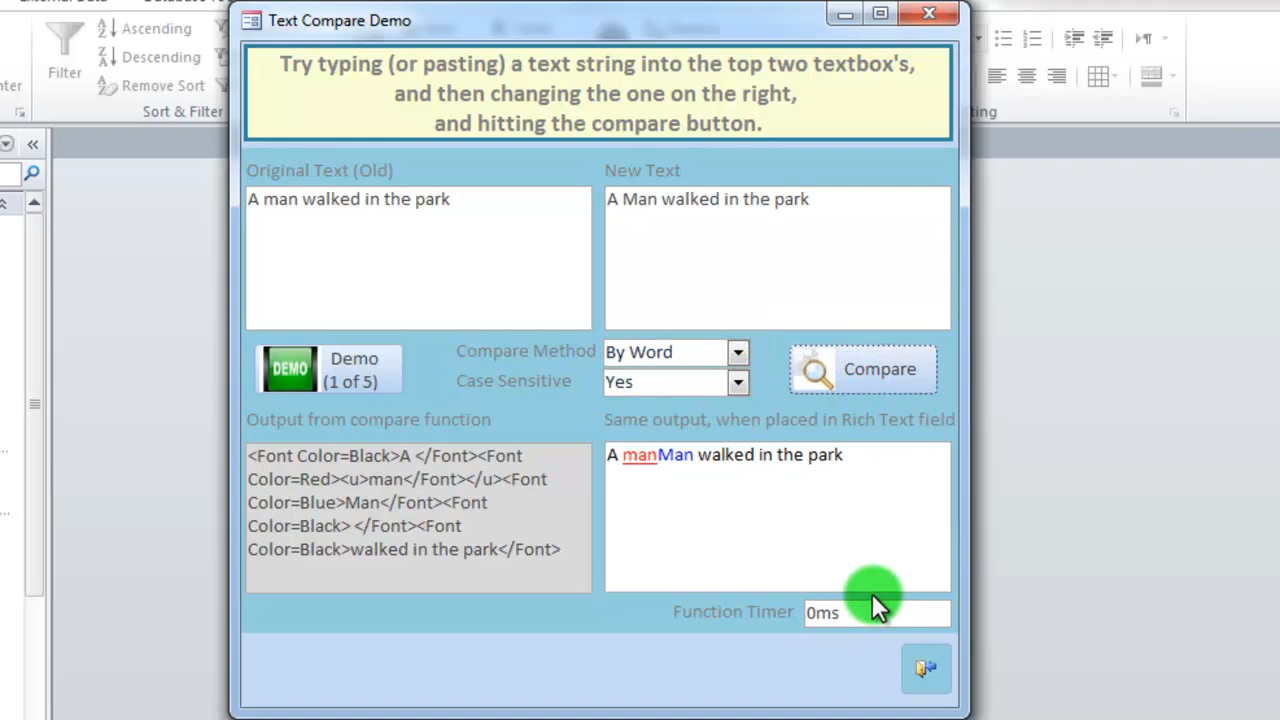 Text Compare Demo
Ascending
Descending
Remove Sort
Filter
Sort & Filter
Try typing (or pasting) a text string into the top two textbox's,
and then changing the one on the right,
and hitting the compare button.
Original Text (Old)
New Text
A man walked in the park
A Man walked in the park
Demo
(1 of 5)
DEMO
Compare Method
By Word
Case Sensitive
Yes
Compare
Output from compare function
Same output, when placed in Rich Text field
<Font Color=Black>A </Font><Font
Color=Red><u>man</Font></u><Font
Color=Blue>Man</Font><Font
Color=Black> </Font><Font
Color=Black>walked in the park</Font>
A manMan walked in the park
Function Timer
0ms